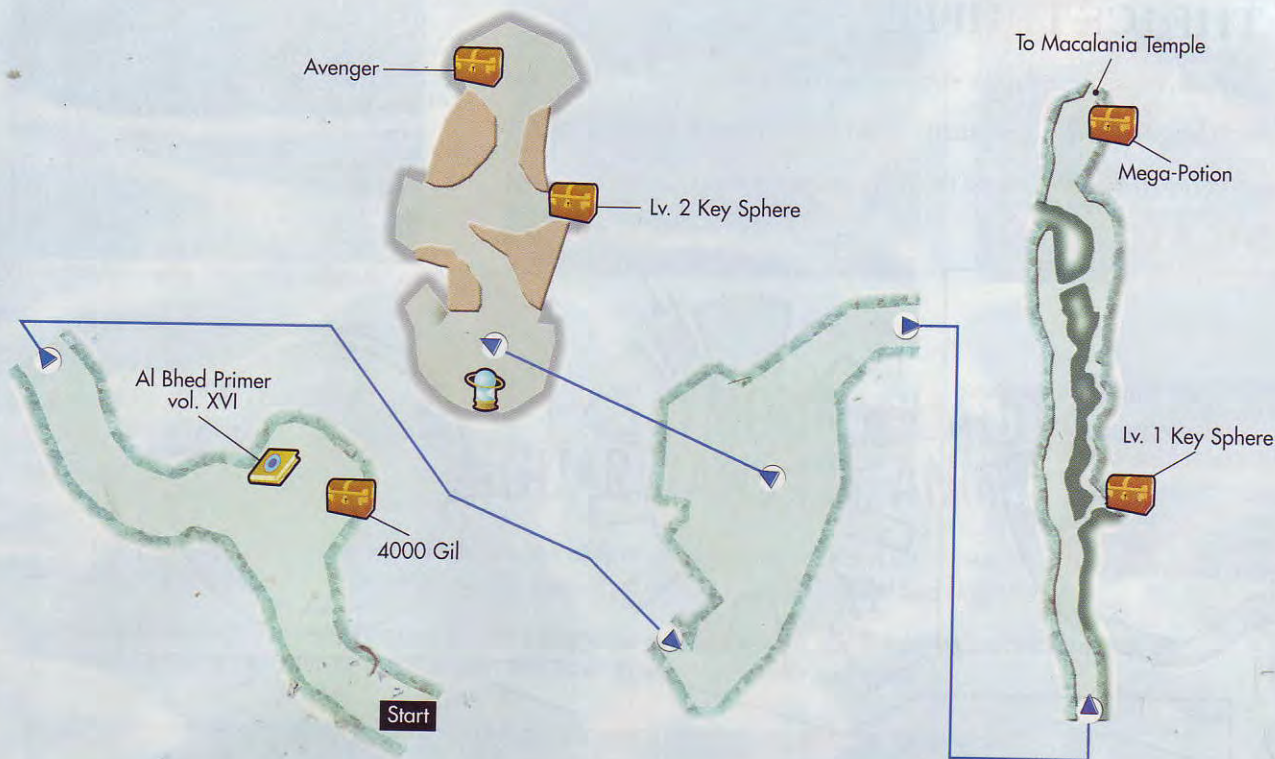 To Macalania Temple
Avenger
Mega-Potion
Lv. 2 Key Sphere
Al Bhed Primer
vol. XVI
Lv. 1 Key Sphere
4000 Gil
Start